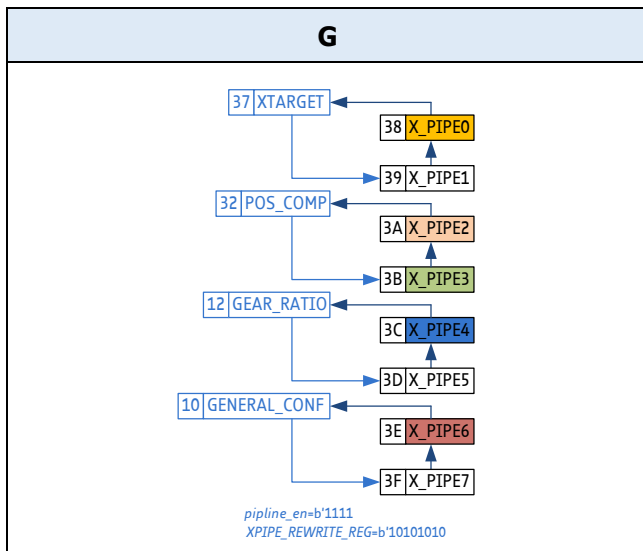 G
37 XTARGET
38 X_PIPE0
39 X_PIPE1
32 POS_COMP
3A X_PIPE2
3B X_PIPE3
12 GEAR_RATIO
3C X_PIPE4
3D X_PIPE5
10 GENERAL_CONF
3E X_PIPE6
3F X_PIPE7
pipline_en=b'1111
XPIPE_REWRITE_REG=b'10101010